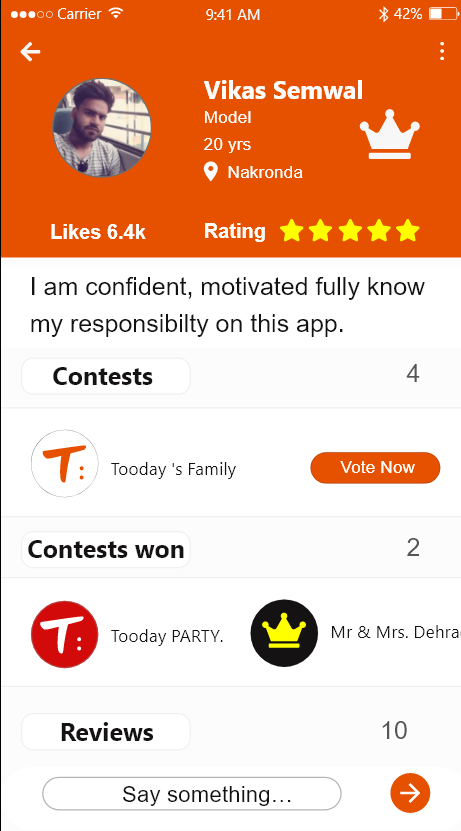 Carrier 9:41 AM 42%
Vikas Semwal
Model
20 yrs
Nakronda
Likes 6.4k Rating
I am confident, motivated fully know
my responsibilty on this app.
Contests 4
T: Tooday 's Family Vote Now
Contests won 2
T: Tooday PARTY. Mr & Mrs. Dehra
Reviews 10
Say something...